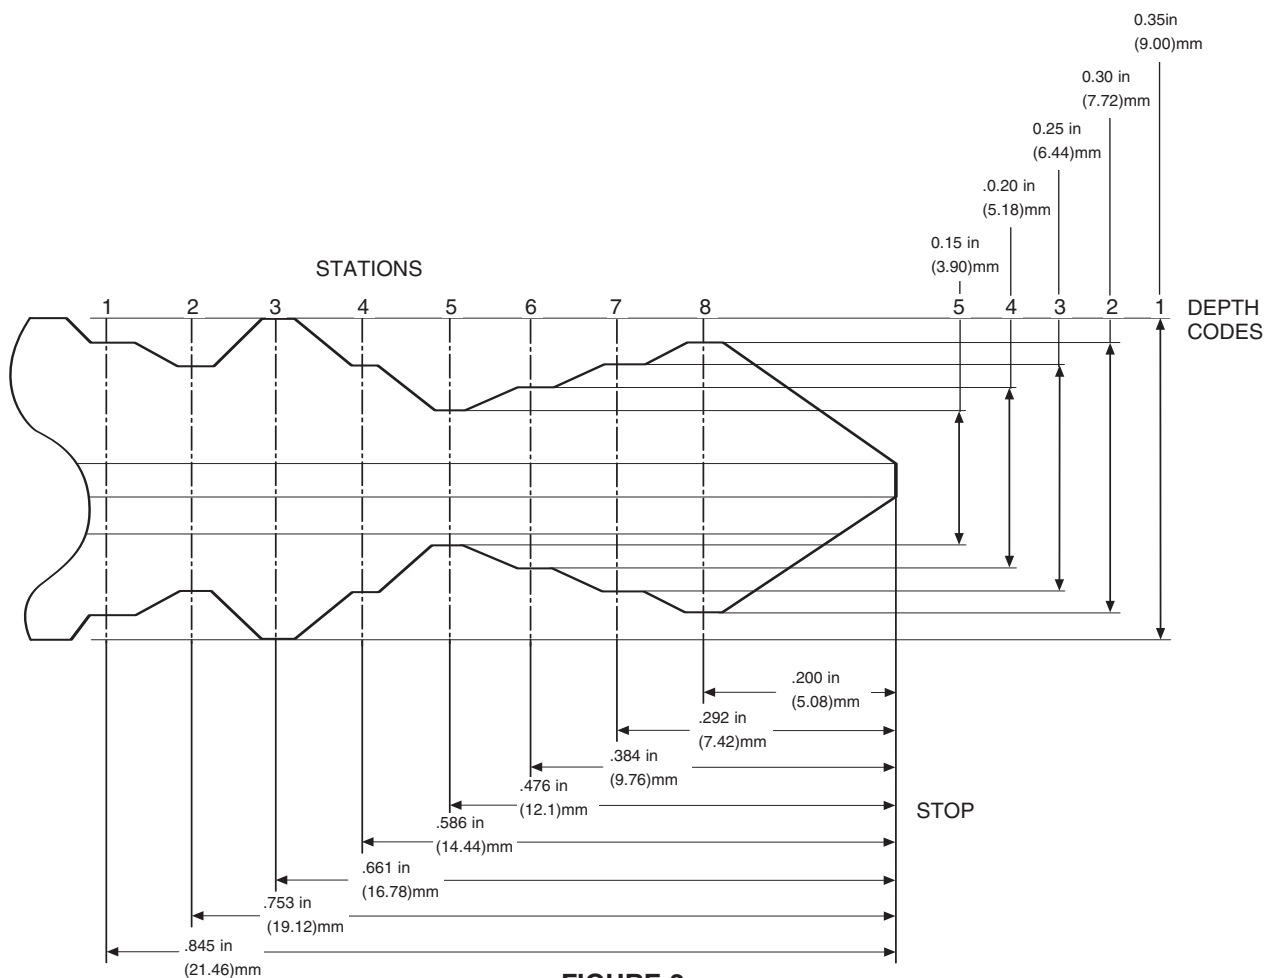 0.35in
(9.00)mm
0.30 in
(7.72)mm
0.25 in
(6.44)mm
.0.20 in
(5.18)mm
0.15 in
(3.90)mm
STATIONS
1 2 3 4 5 6 7 8 5 4 3 2 1 DEPTH
CODES
.200 in
(5.08)mm
.292 in
(7.42)mm
.384 in
(9.76)mm
.476 in
(12.1)mm
STOP
.586 in
(14.44)mm
.661 in
(16.78)mm
.753 in
(19.12)mm
.845 in
(21.46)mm